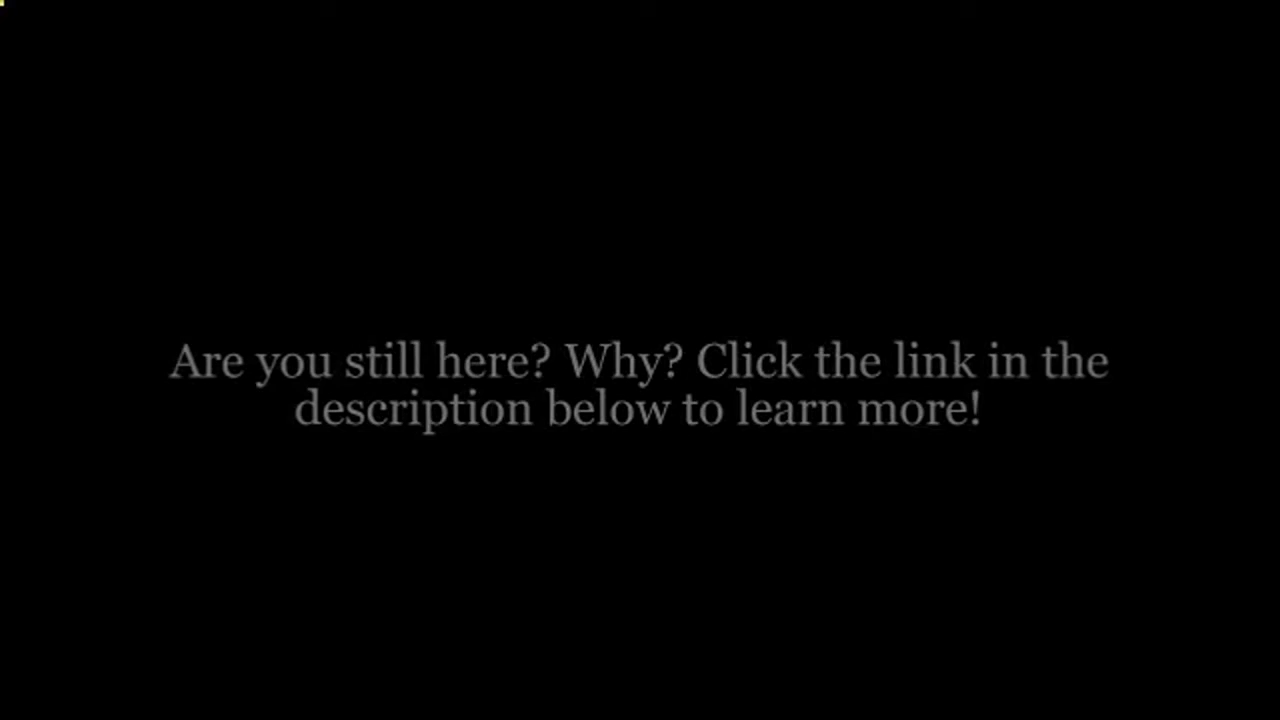 Are you still here? Why? Click the link in the
description below to learn more!